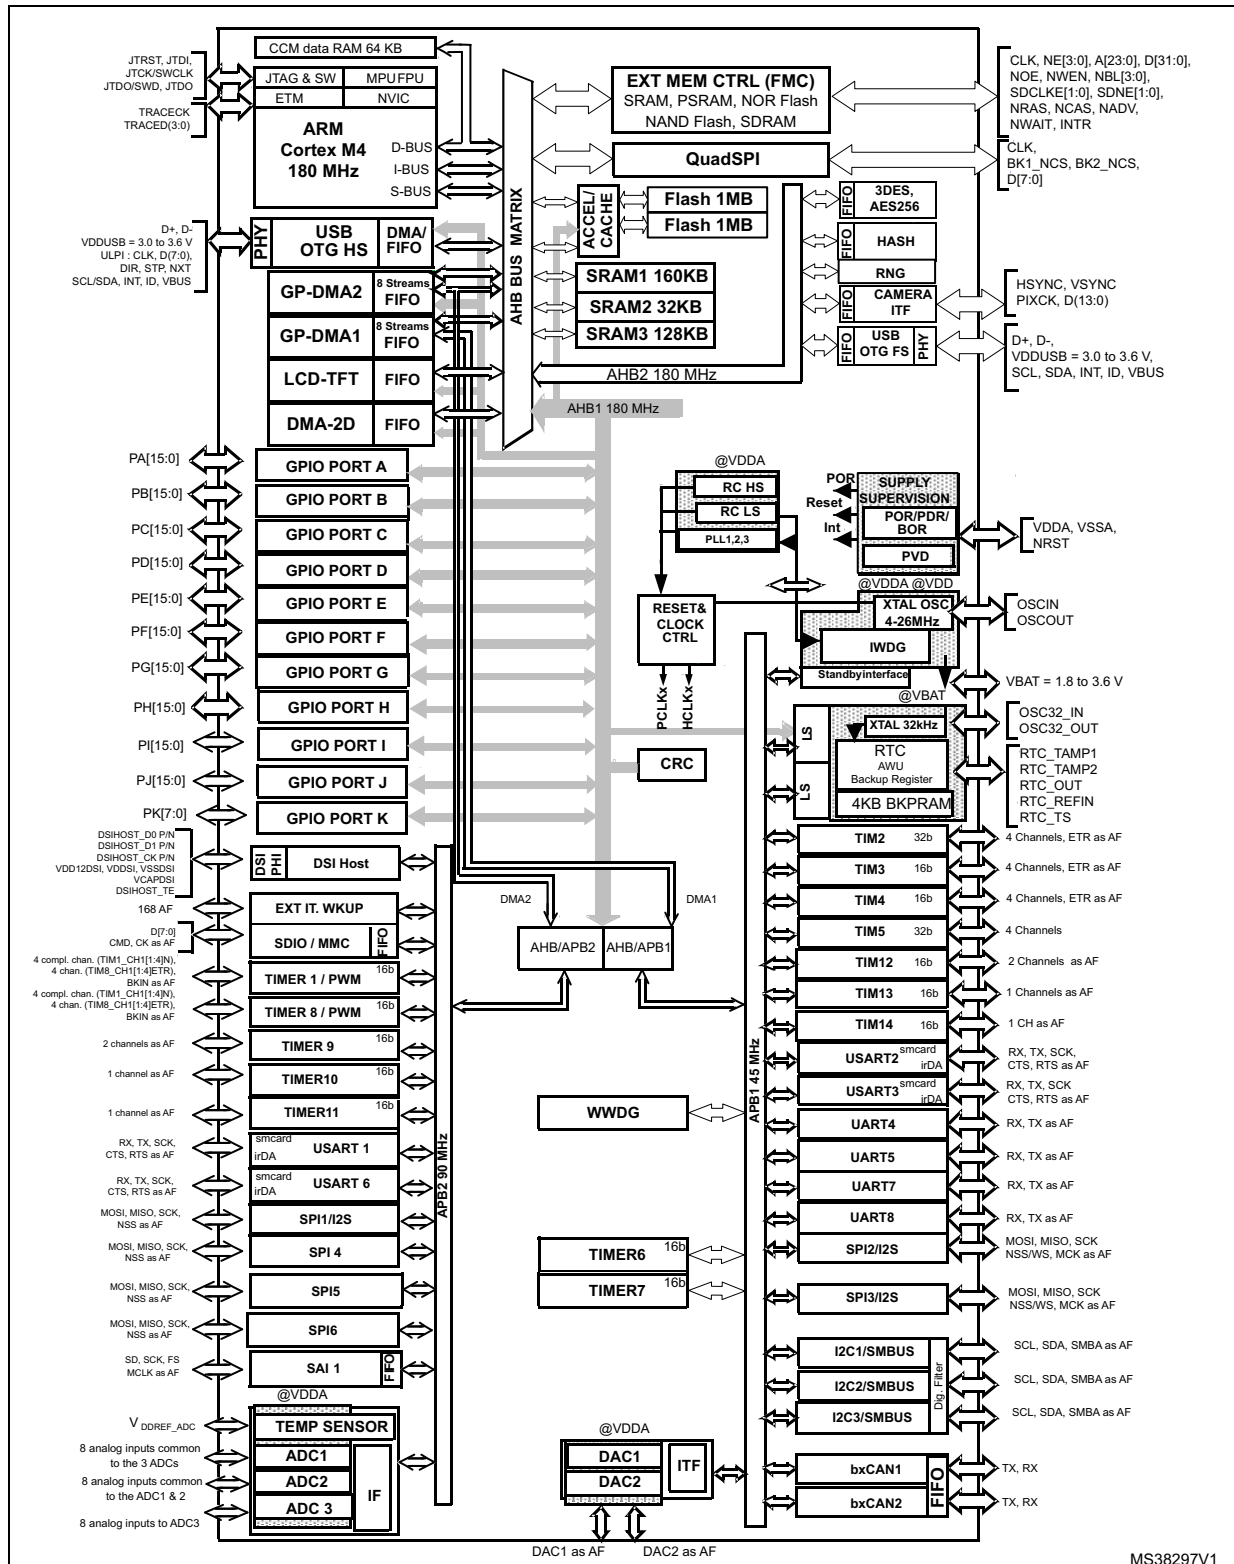 CCM data RAM 64 KB
JTRST, JTDI,
JTCK/SWCLK
JTDO/SWD, JTDO
TRACECK
TRACED(3:0)
JTAG & SW
MPU FPU
ETM
NVIC
ARM
Cortex M4
180 MHz
D-BUS
I-BUS
S-BUS
AHB BUS MATRIX
EXT MEM CTRL (FMC)
SRAM, PSRAM, NOR Flash
NAND Flash, SDRAM
CLK, NE[3:0], A[23:0], D[31:0],
NOE, NWEN, NBL[3:0],
SDCLKE[1:0], SDNE[1:0],
NRAS, NCAS, NADV,
NWAIT, INTR
QuadSPI
CLK,
BK1_NCS, BK2_NCS,
D[7:0]
ACCEL/
CACHE
Flash 1MB
Flash 1MB
SRAM1 160KB
SRAM2 32KB
SRAM3 128KB
FIFO
3DES,
AES256
FIFO
HASH
RNG
FIFO
CAMERA
ITF
HSYNC, VSYNC
PIXCK, D(13:0)
FIFO
USB
OTG FS
PHY
D+, D-,
VDDUSB = 3.0 to 3.6 V,
SCL, SDA, INT, ID, VBUS
D+, D-
VDDUSB = 3.0 to 3.6 V
ULPI : CLK, D(7:0),
DIR, STP, NXT
SCL/SDA, INT, ID, VBUS
PHY
USB
OTG HS
DMA/
FIFO
GP-DMA2
8 Streams
FIFO
GP-DMA1
8 Streams
FIFO
LCD-TFT
FIFO
DMA-2D
FIFO
AHB2 180 MHz
AHB1 180 MHz
PA[15:0]
GPIO PORT A
PB[15:0]
GPIO PORT B
PC[15:0]
GPIO PORT C
PD[15:0]
GPIO PORT D
PE[15:0]
GPIO PORT E
PF[15:0]
GPIO PORT F
PG[15:0]
GPIO PORT G
PH[15:0]
GPIO PORT H
PI[15:0]
GPIO PORT I
PJ[15:0]
GPIO PORT J
PK[7:0]
GPIO PORT K
@VDDA
RC HS
RC LS
PLL1,2,3
POR
Reset
Int
SUPPLY
SUPERVISION
POR/PDR/
BOR
PVD
VDDA, VSSA,
NRST
@VDDA @VDD
XTAL OSC
4-26MHz
OSCIN
OSCOUT
RESET&
CLOCK
CTRL
IWDG
Standbyinterface
PCLKx
HCLKx
@VBAT
VBAT = 1.8 to 3.6 V
LS
LS
XTAL 32kHz
OSC32_IN
OSC32_OUT
RTC
AWU
Backup Register
4KB BKPRAM
RTC_TAMP1
RTC_TAMP2
RTC_OUT
RTC_REFIN
RTC_TS
CRC
DSIHOST_D0 P/N
DSIHOST_D1 P/N
DSIHOST_CK P/N
VDD12DSI, VDDSI, VSSDSI
VCAPDSI
DSIHOST_TE
DSI
PHI
DSI Host
168 AF
EXT IT. WKUP
D[7:0]
CMD, CK as AF
SDIO / MMC
FIFO
4 compl. chan. (TIM1_CH1[1:4]N),
4 chan. (TIM8_CH1[1:4]ETR),
BKIN as AF
TIMER 1 / PWM
16b
4 compl. chan. (TIM1_CH1[1:4]N),
4 chan. (TIM8_CH1[1:4]ETR),
BKIN as AF
TIMER 8 / PWM
16b
2 channels as AF
TIMER 9
16b
1 channel as AF
TIMER10
16b
1 channel as AF
TIMER11
16b
RX, TX, SCK,
CTS, RTS as AF
smcard
irDA
USART 1
RX, TX, SCK,
CTS, RTS as AF
smcard
irDA
USART 6
MOSI, MISO, SCK,
NSS as AF
SPI1/I2S
MOSI, MISO, SCK,
NSS as AF
SPI 4
MOSI, MISO, SCK,
NSS as AF
SPI5
MOSI, MISO, SCK,
NSS as AF
SPI6
SD, SCK, FS
MCLK as AF
SAI 1
FIFO
@VDDA
VDDREF_ADC
TEMP SENSOR
8 analog inputs common
to the 3 ADCs
ADC1
8 analog inputs common
to the ADC1 & 2
ADC2
8 analog inputs to ADC3
ADC 3
IF
APB2 90 MHz
DMA2
DMA1
AHB/APB2
AHB/APB1
WWDG
TIMER6
16b
TIMER7
16b
@VDDA
DAC1
DAC2
ITF
DAC1 as AF
DAC2 as AF
APB1 45 MHz
TIM2
32b
4 Channels, ETR as AF
TIM3
16b
4 Channels, ETR as AF
TIM4
16b
4 Channels, ETR as AF
TIM5
32b
4 Channels
TIM12
16b
2 Channels as AF
TIM13
16b
1 Channels as AF
TIM14
16b
1 CH as AF
USART2
smcard
irDA
RX, TX, SCK,
CTS, RTS as AF
USART3
smcard
irDA
RX, TX, SCK
CTS, RTS as AF
UART4
RX, TX as AF
UART5
RX, TX as AF
UART7
RX, TX as AF
UART8
RX, TX as AF
SPI2/I2S
MOSI, MISO, SCK
NSS/WS, MCK as AF
SPI3/I2S
MOSI, MISO, SCK
NSS/WS, MCK as AF
I2C1/SMBUS
SCL, SDA, SMBA as AF
I2C2/SMBUS
SCL, SDA, SMBA as AF
I2C3/SMBUS
SCL, SDA, SMBA as AF
Dig. Filter
bxCAN1
TX, RX
bxCAN2
TX, RX
FIFO
MS38297V1